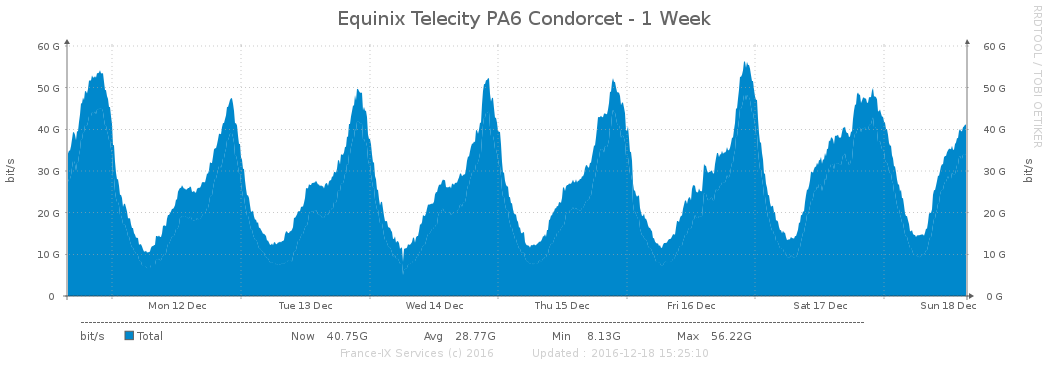 Equinix Telecity PA6 Condorcet - 1 Week
RRDTOOL / TOBI OETIKER
bit/s
60 G
50 G
40 G
30 G
20 G
10 G
0
60 G
50 G
40 G
30 G
20 G
10 G
0 G
bit/s
Mon 12 Dec Tue 13 Dec Wed 14 Dec Thu 15 Dec Fri 16 Dec Sat 17 Dec Sun 18 Dec
bit/s Total Now 40.75G Avg 28.77G Min 8.13G Max 56.22G
France-IX Services (c) 2016 Updated : 2016-12-18 15:25:10